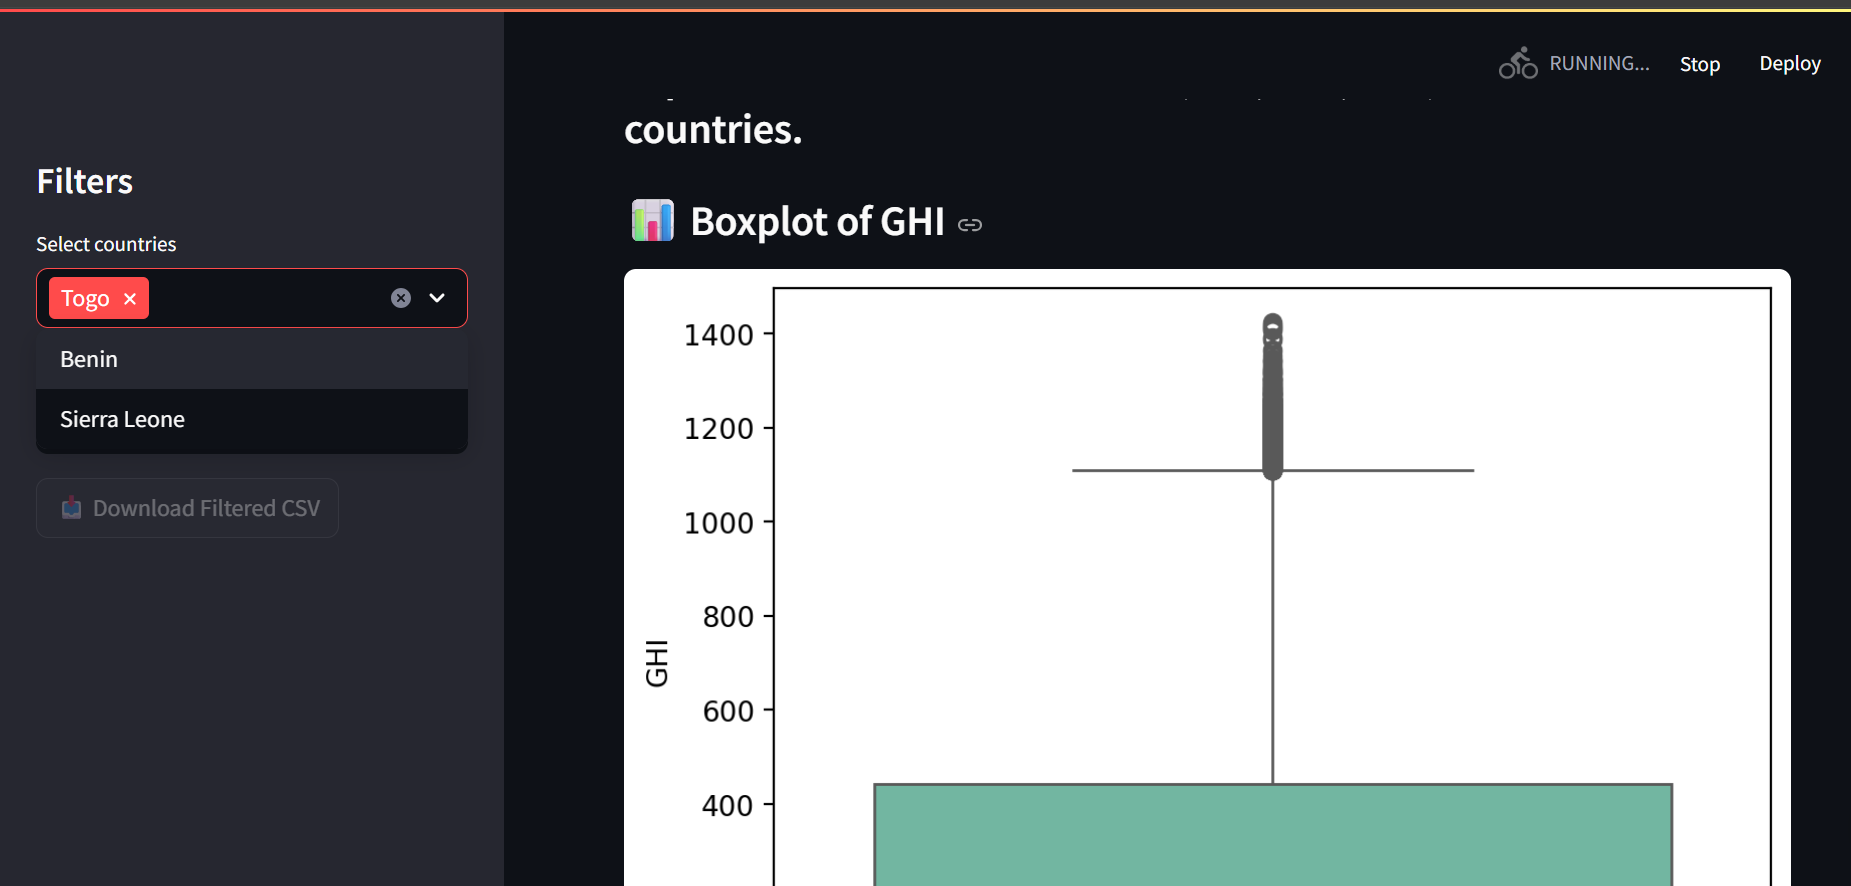 RUNNING...
Stop
Deploy
countries.
Filters
Select countries
Togo
Benin
Sierra Leone
Download Filtered CSV
Boxplot of GHI
1400
1200
1000
800
600
400
GHI